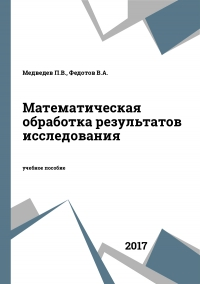 Медведев П.В., Федотов В.А.
Математическая
обработка результатов
исследования
учебное пособие
2017